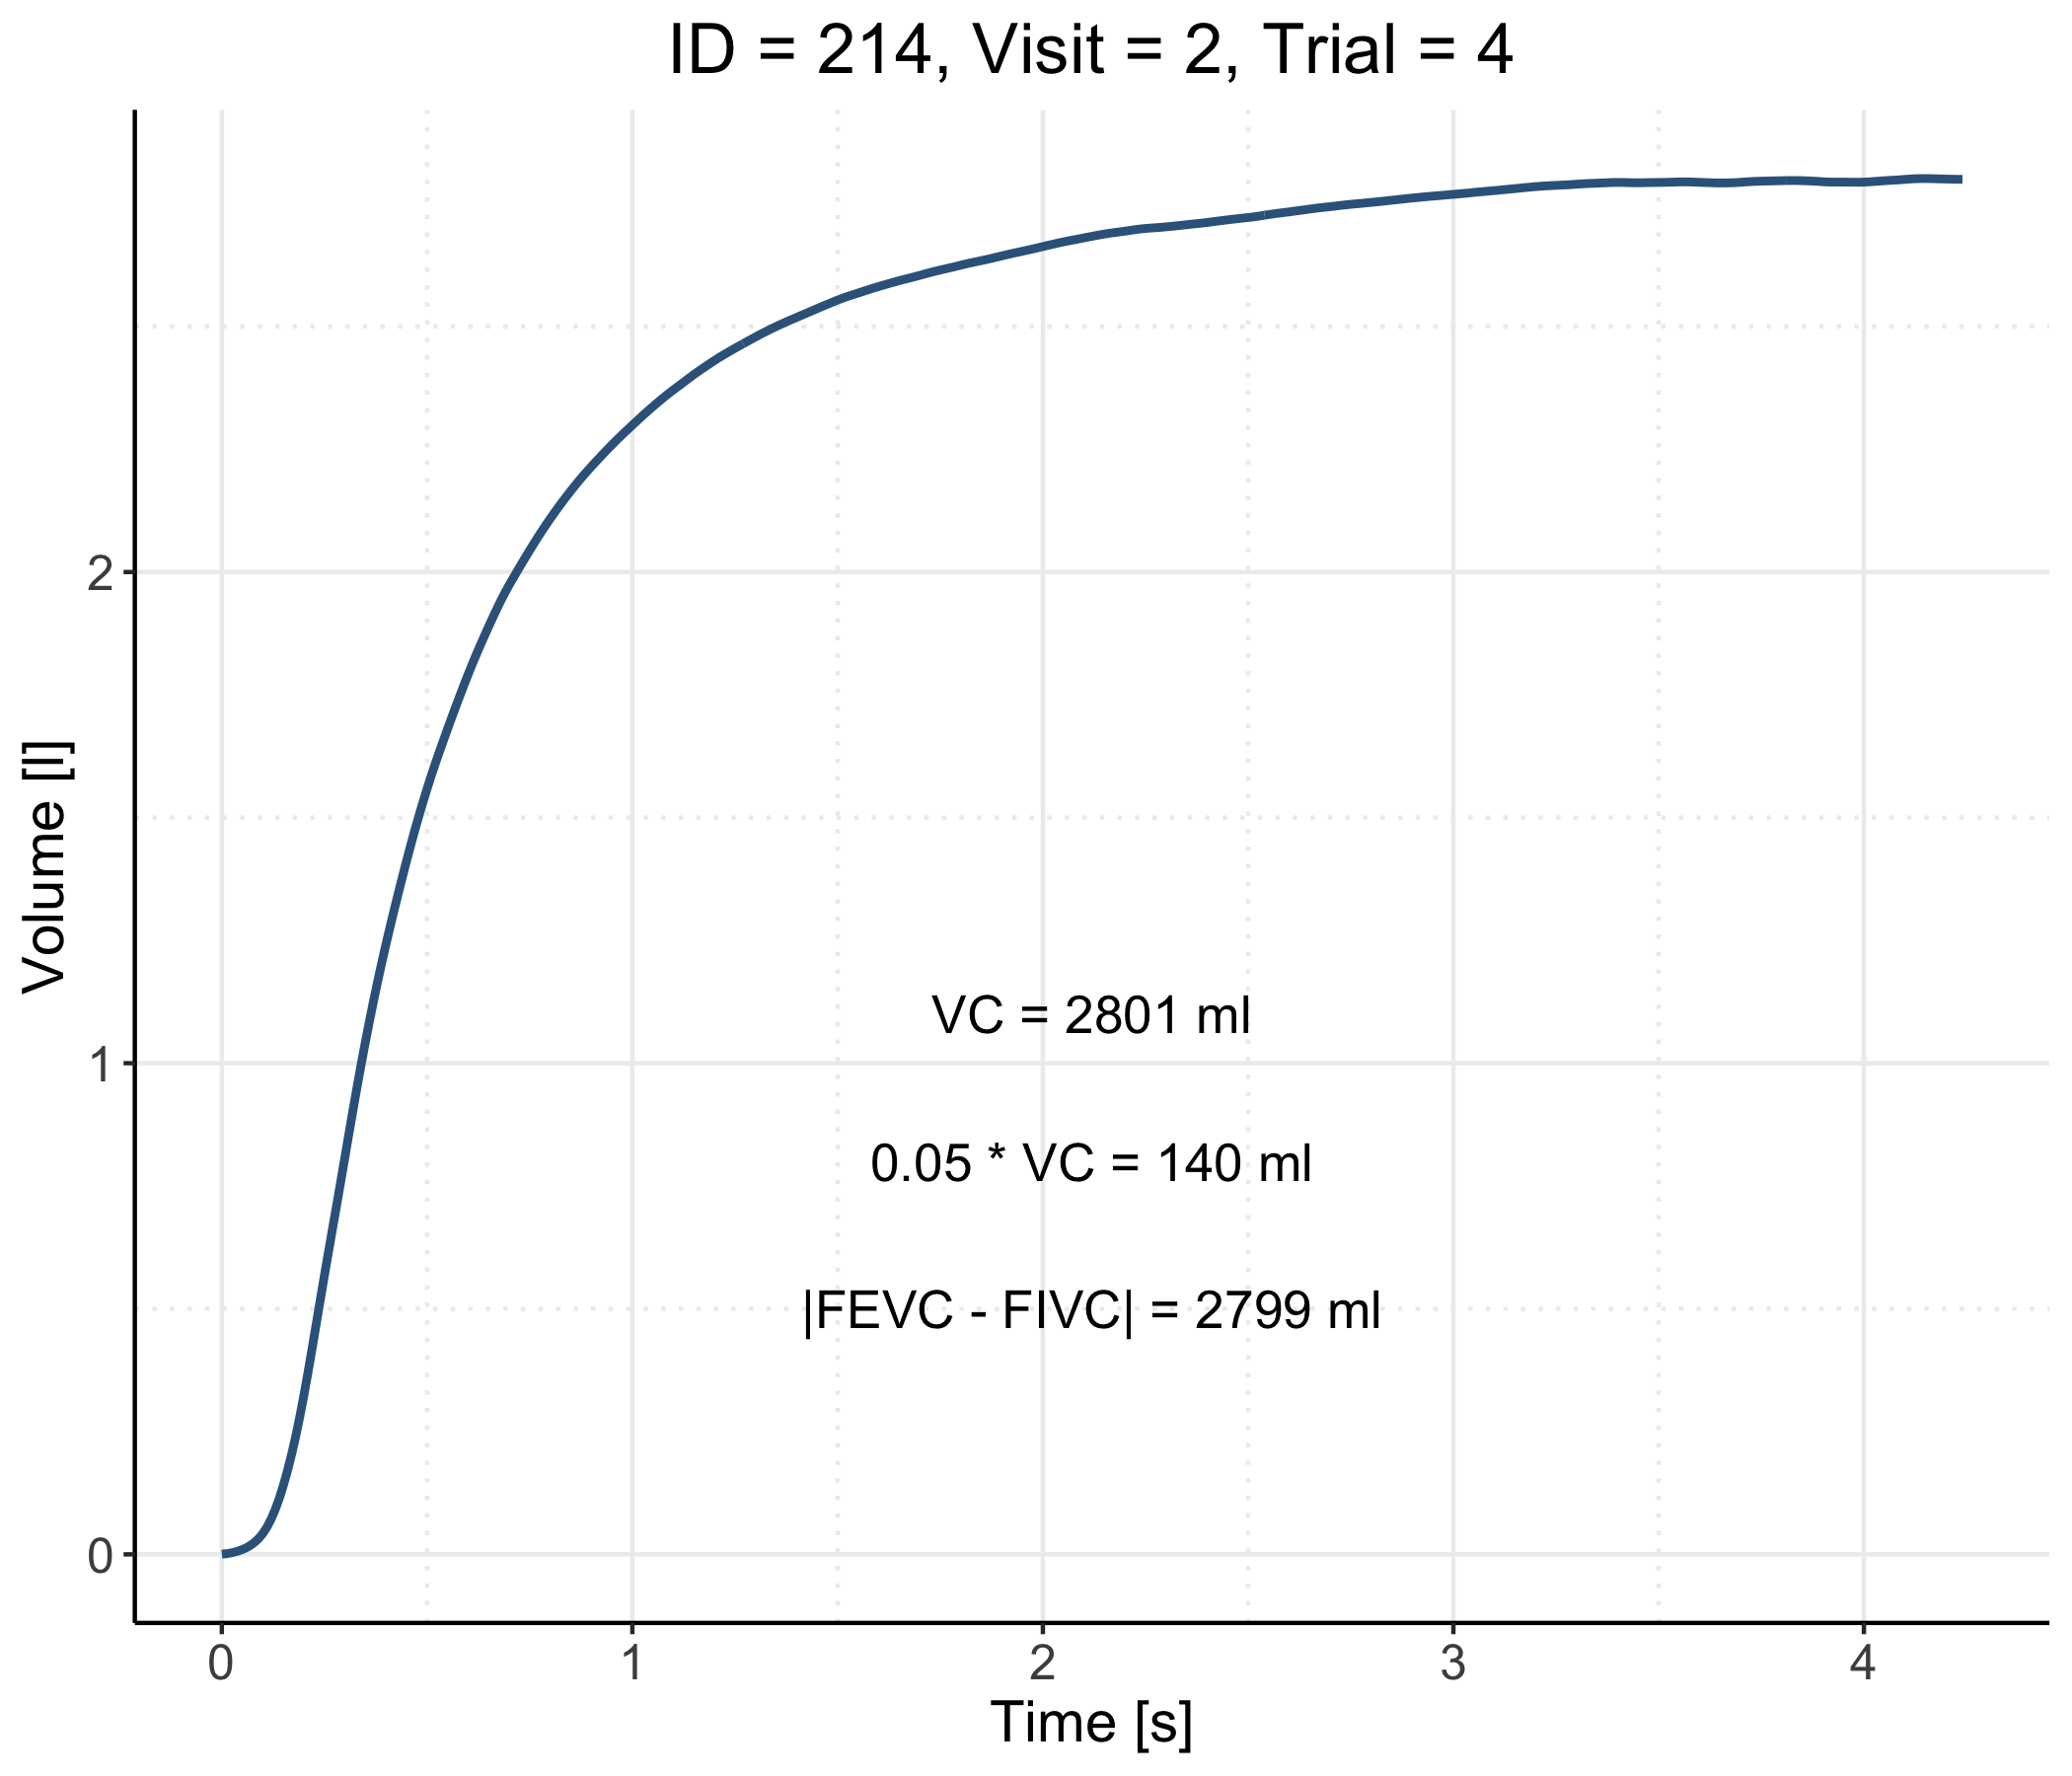 ID = 214, Visit = 2, Trial = 4
Volume [l]
2
1
0
VC = 2801 ml
0.05 * VC = 140 ml
|FEVC - FIVC| = 2799 ml
0 1 2 3 4
Time [s]